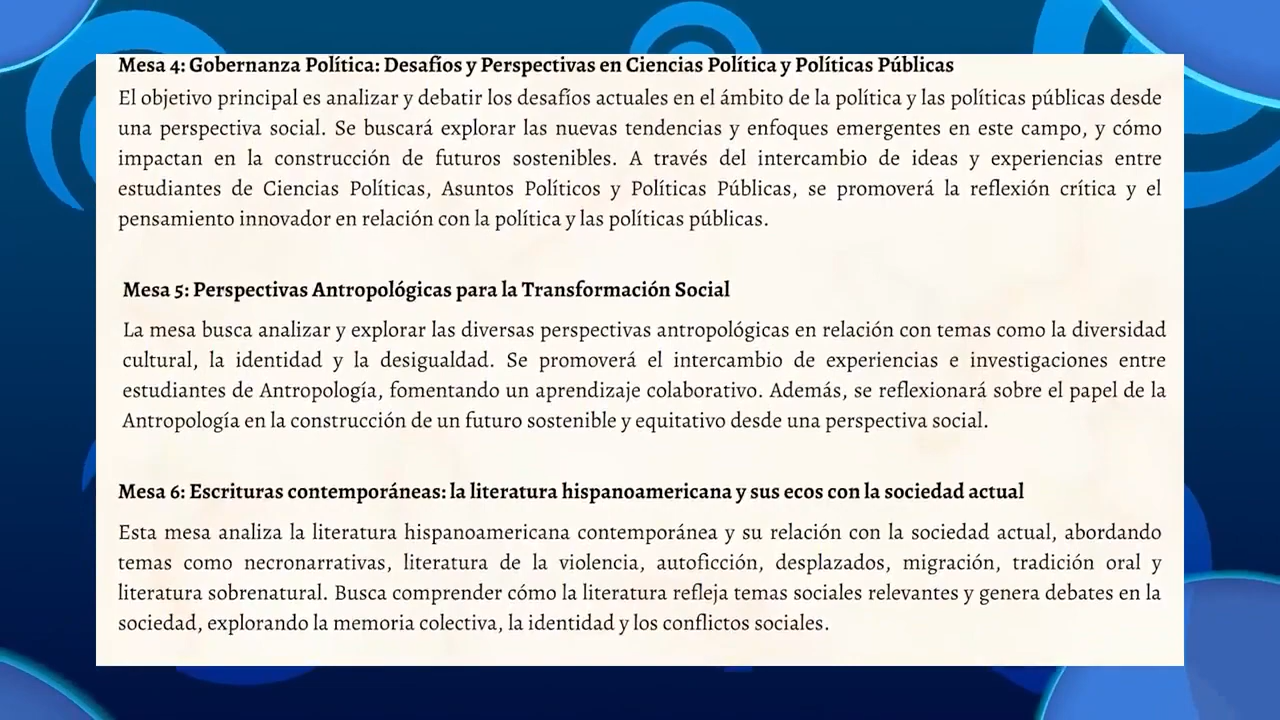 Mesa 4: Gobernanza Política: Desafíos y Perspectivas en Ciencias Política y Políticas Públicas
El objetivo principal es analizar y debatir los desafíos actuales en el ámbito de la política y las políticas públicas desde
una perspectiva social. Se buscará explorar las nuevas tendencias y enfoques emergentes en este campo, y cómo
impactan en la construcción de futuros sostenibles. A través del intercambio de ideas y experiencias entre
estudiantes de Ciencias Políticas, Asuntos Políticos y Políticas Públicas, se promoverá la reflexión crítica y el
pensamiento innovador en relación con la política y las políticas públicas.
Mesa 5: Perspectivas Antropológicas para la Transformación Social
La mesa busca analizar y explorar las diversas perspectivas antropológicas en relación con temas como la diversidad
cultural, la identidad y la desigualdad. Se promoverá el intercambio de experiencias e investigaciones entre
estudiantes de Antropología, fomentando un aprendizaje colaborativo. Además, se reflexionará sobre el papel de la
Antropología en la construcción de un futuro sostenible y equitativo desde una perspectiva social.
Mesa 6: Escrituras contemporáneas: la literatura hispanoamericana y sus ecos con la sociedad actual
Esta mesa analiza la literatura hispanoamericana contemporánea y su relación con la sociedad actual, abordando
temas como necronarrativas, literatura de la violencia, autoficción, desplazados, migración, tradición oral y
literatura sobrenatural. Busca comprender cómo la literatura refleja temas sociales relevantes y genera debates en la
sociedad, explorando la memoria colectiva, la identidad y los conflictos sociales.